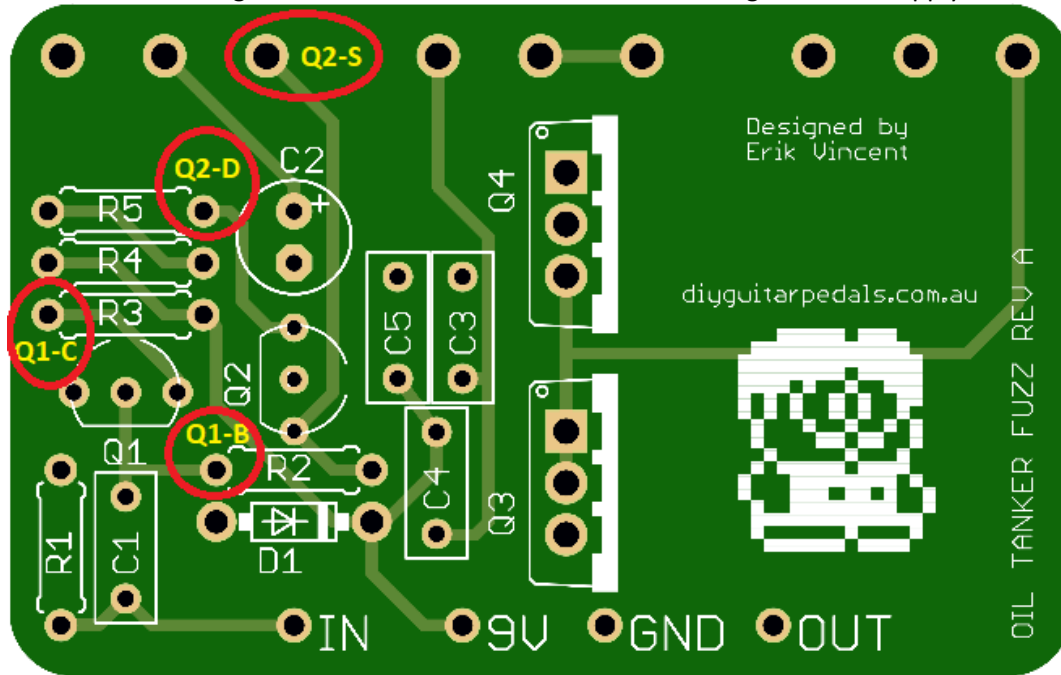 Q2-S
Designed by
Erik Vincent
Q2-D
C2
+
Q4
R5
R4
R3
Q1-C
C5
C3
diyguitarpedals.com.au
Q2
Q1
Q1-B
R2
C4
Q3
R1
C1
D1
IN
9V
GND
OUT
OIL TANKER FUZZ REV A